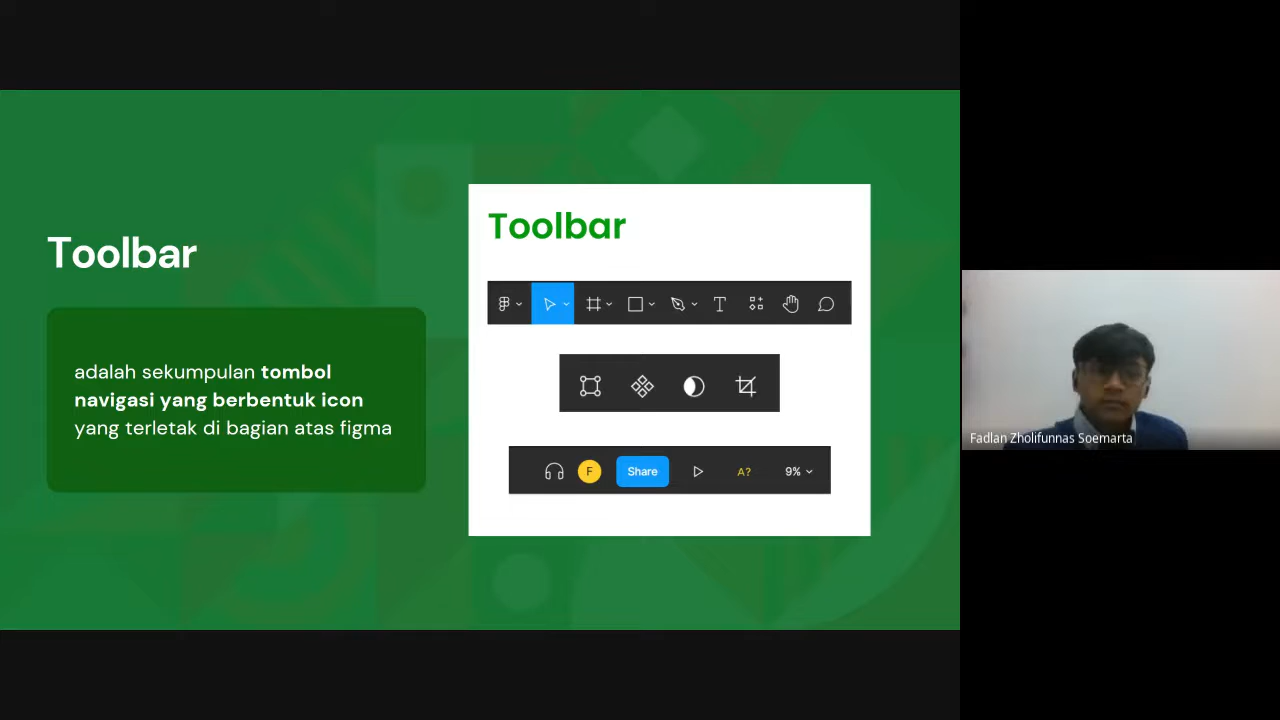 Toolbar
adalah sekumpulan tombol
navigasi yang berbentuk icon
yang terletak di bagian atas figma
Toolbar
T
F
Share
A?
9%
Fadlan Zholifunnas Soemarta